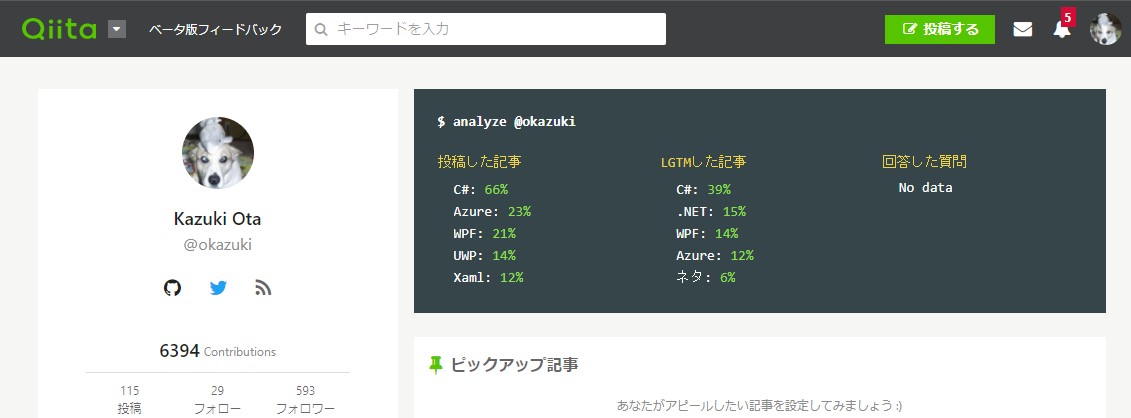 Qiita
ベータ版フィードバック
キーワードを入力
投稿する
5
Kazuki Ota
@okazuki
6394 Contributions
115 29 593
投稿 フォロー フォロワー
$ analyze @okazuki
投稿した記事
C#: 66%
Azure: 23%
WPF: 21%
UWP: 14%
Xaml: 12%
LGTMした記事
C#: 39%
.NET: 15%
WPF: 14%
Azure: 12%
ネタ: 6%
回答した質問
No data
ピックアップ記事
あなたがアピールしたい記事を設定してみましょう :)